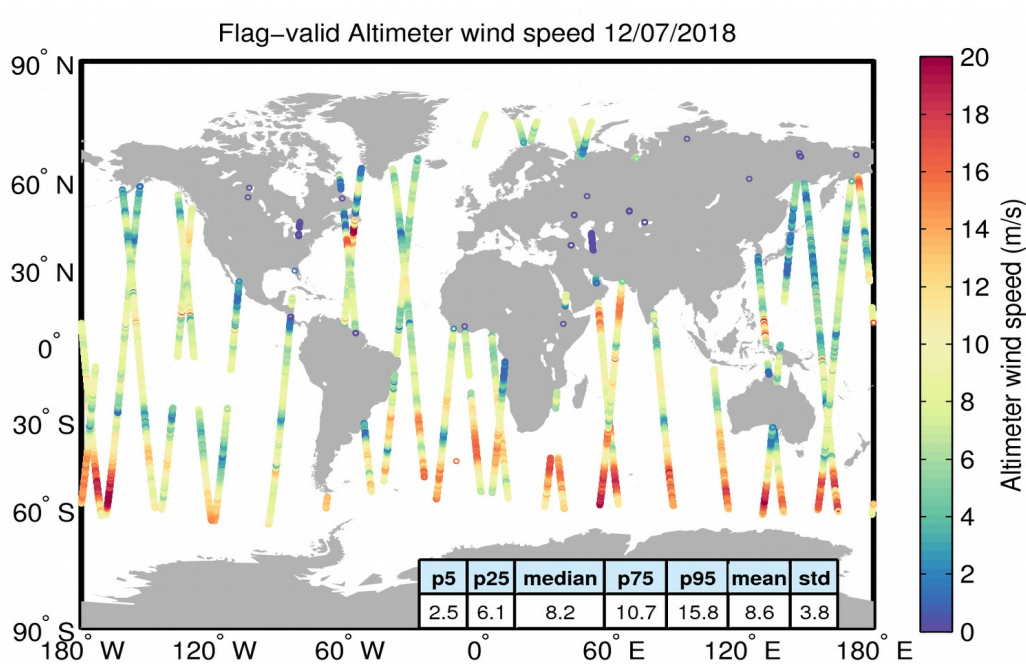 Flag−valid Altimeter wind speed 12/07/2018
90° N
60° N
30° N
0°
30° S
60° S
90° S
180° W
120° W
60° W
0°
60° E
120° E
180° E
p5 p25 median p75 p95 mean std
2.5 6.1 8.2 10.7 15.8 8.6 3.8
20
18
16
14
12
10
8
6
4
2
0
Altimeter wind speed (m/s)